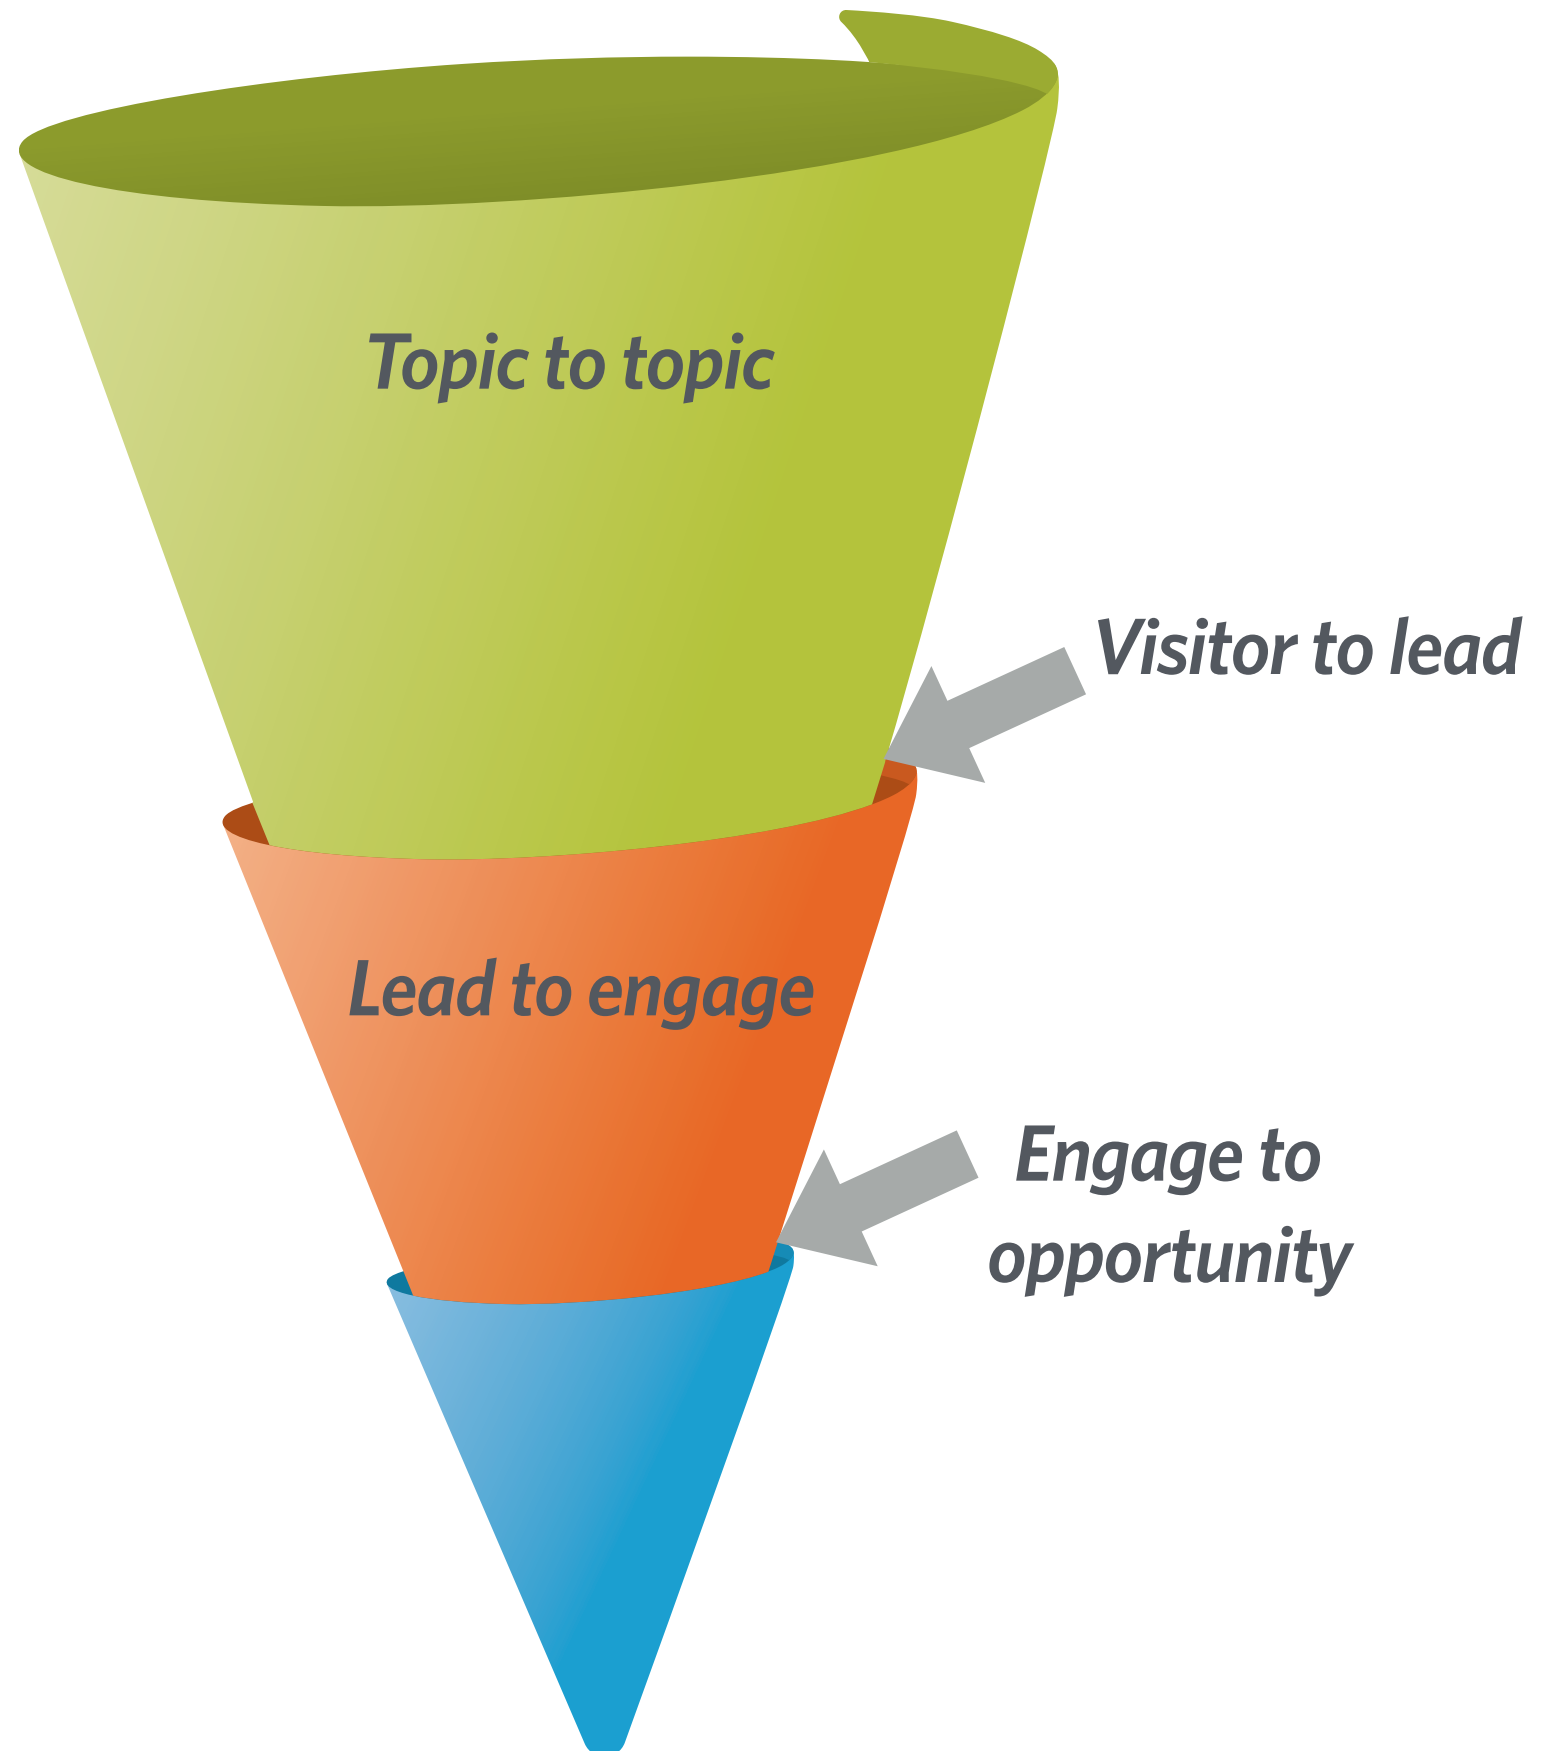 Topic to topic
Visitor to lead
Lead to engage
Engage to
opportunity